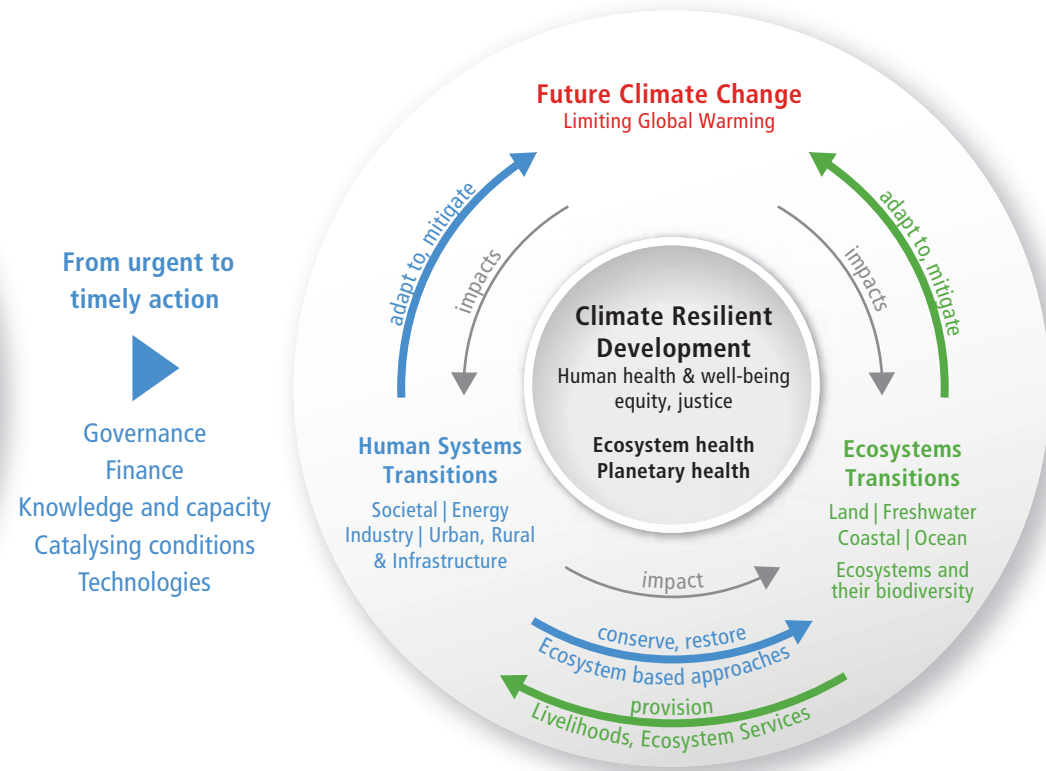 From urgent to
timely action
Governance
Finance
Knowledge and capacity
Catalysing conditions
Technologies
Future Climate Change
Limiting Global Warming
adapt to, mitigate
impacts
impacts
adapt to, mitigate
Climate Resilient
Development
Human health & well-being
equity, justice
Ecosystem health
Planetary health
Human Systems
Transitions
Societal | Energy
Industry | Urban, Rural
& Infrastructure
Ecosystems
Transitions
Land | Freshwater
Coastal | Ocean
Ecosystems and
their biodiversity
impact
conserve, restore
Ecosystem based approaches
provision
Livelihoods, Ecosystem Services